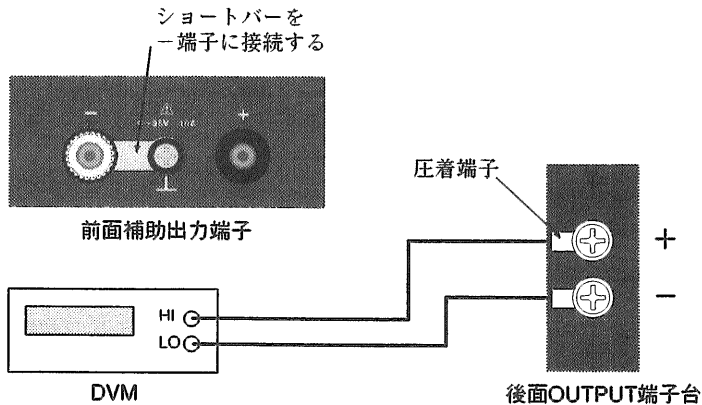 ショートバーを
－端子に接続する
－
+
前面補助出力端子
圧着端子
+
－
HI
LO
DVM
後面OUTPUT端子台